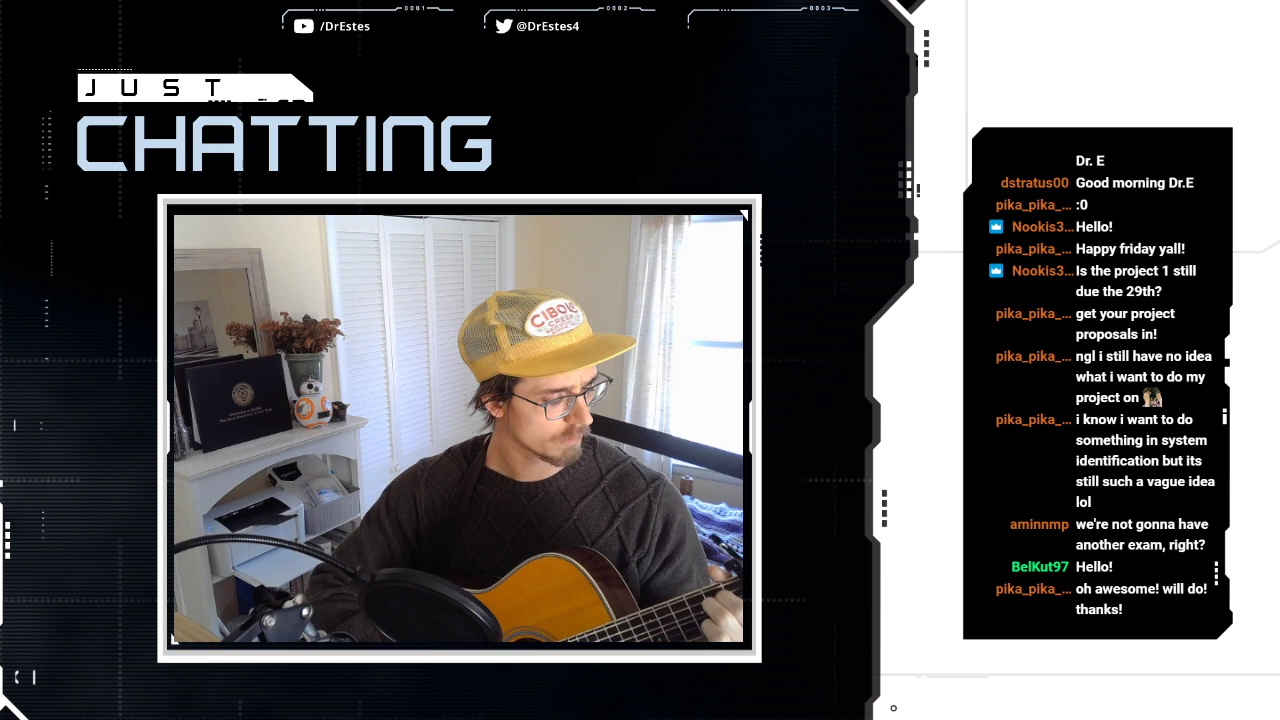 0001
0002
0003
/DrEstes
@DrEstes4
JUST
CHATTING
CIBOLO
CREEK
Dr. E
dstratus00 Good morning Dr.E
pika_pika_... :0
Nookis3... Hello!
pika_pika_... Happy friday yall!
Nookis3... Is the project 1 still
due the 29th?
pika_pika_... get your project
proposals in!
pika_pika_... ngl i still have no idea
what i want to do my
project on
pika_pika_... i know i want to do
something in system
identification but its
still such a vague idea
lol
aminnmp we're not gonna have
another exam, right?
BelKut97 Hello!
pika_pika_... oh awesome! will do!
thanks!